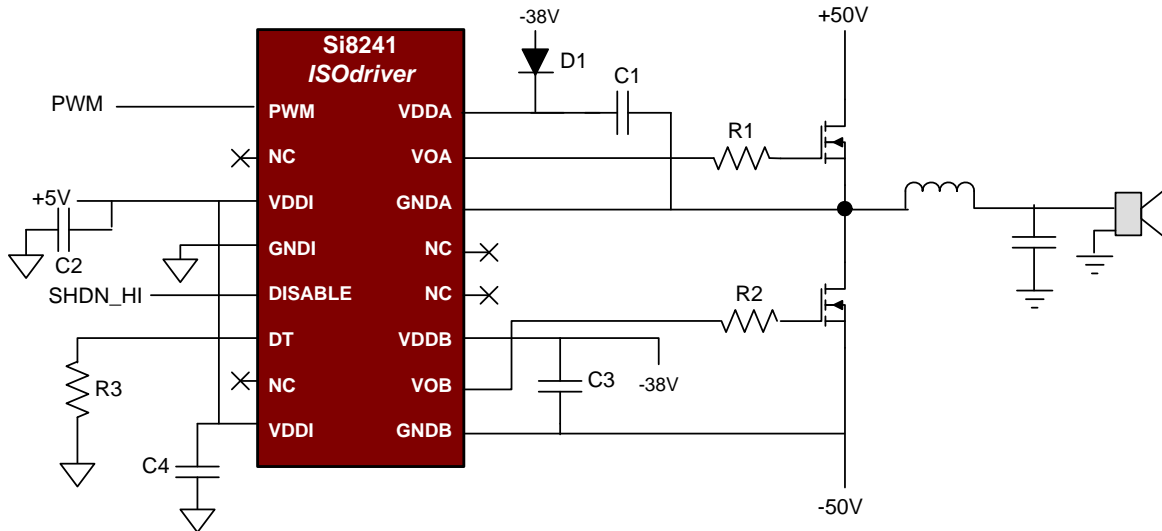 -38V
+50V
Si8241
ISOdriver
D1
C1
PWM
PWM
VDDA
R1
NC
VOA
+5V
VDDI
GNDA
C2
GNDI
NC
SHDN_HI
DISABLE
NC
R2
DT
VDDB
R3
NC
VOB
C3
-38V
VDDI
GNDB
C4
-50V